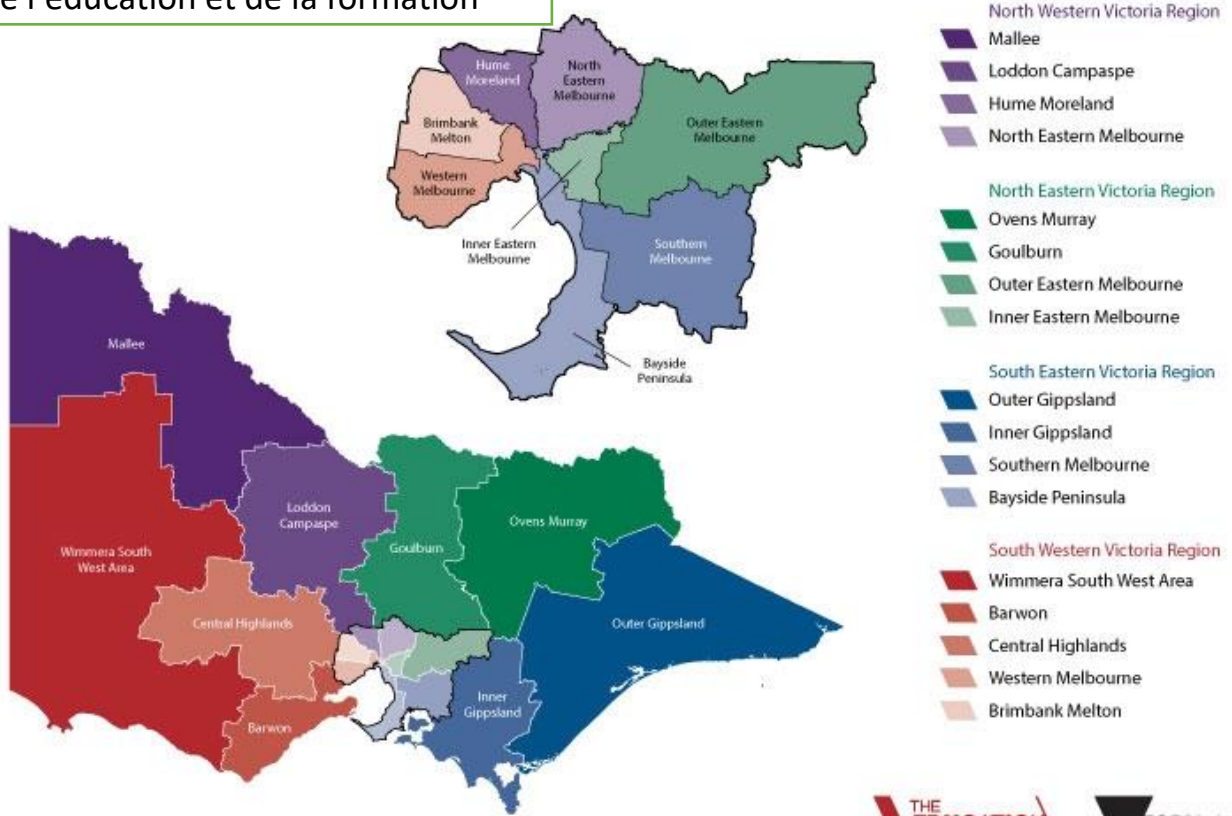 e l'éducation et de la formation
Hume
Moreland
North
Eastern
Melbourne
Brimbank
Melton
Outer Eastern
Melbourne
Western
Melbourne
Inner Eastern
Melbourne
Southern
Melbourne
Bayside
Peninsula
Mallee
Loddon
Campaspe
Goulburn
Ovens Murray
Wimmera South
West Area
Central Highlands
Outer Gippsland
Inner
Gippsland
Barwon
North Western Victoria Region
Mallee
Loddon Campaspe
Hume Moreland
North Eastern Melbourne
North Eastern Victoria Region
Ovens Murray
Goulburn
Outer Eastern Melbourne
Inner Eastern Melbourne
South Eastern Victoria Region
Outer Gippsland
Inner Gippsland
Southern Melbourne
Bayside Peninsula
South Western Victoria Region
Wimmera South West Area
Barwon
Central Highlands
Western Melbourne
Brimbank Melton
THE